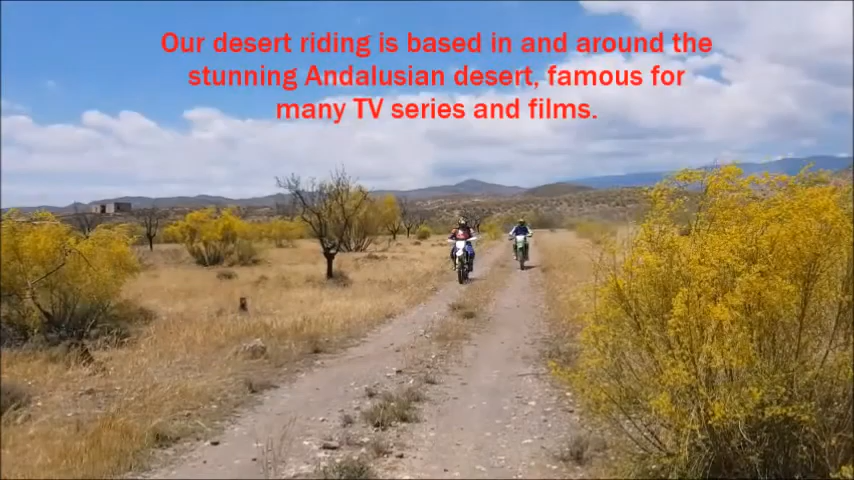 Our desert riding is based in and around the
stunning Andalusian desert, famous for
many TV series and films.